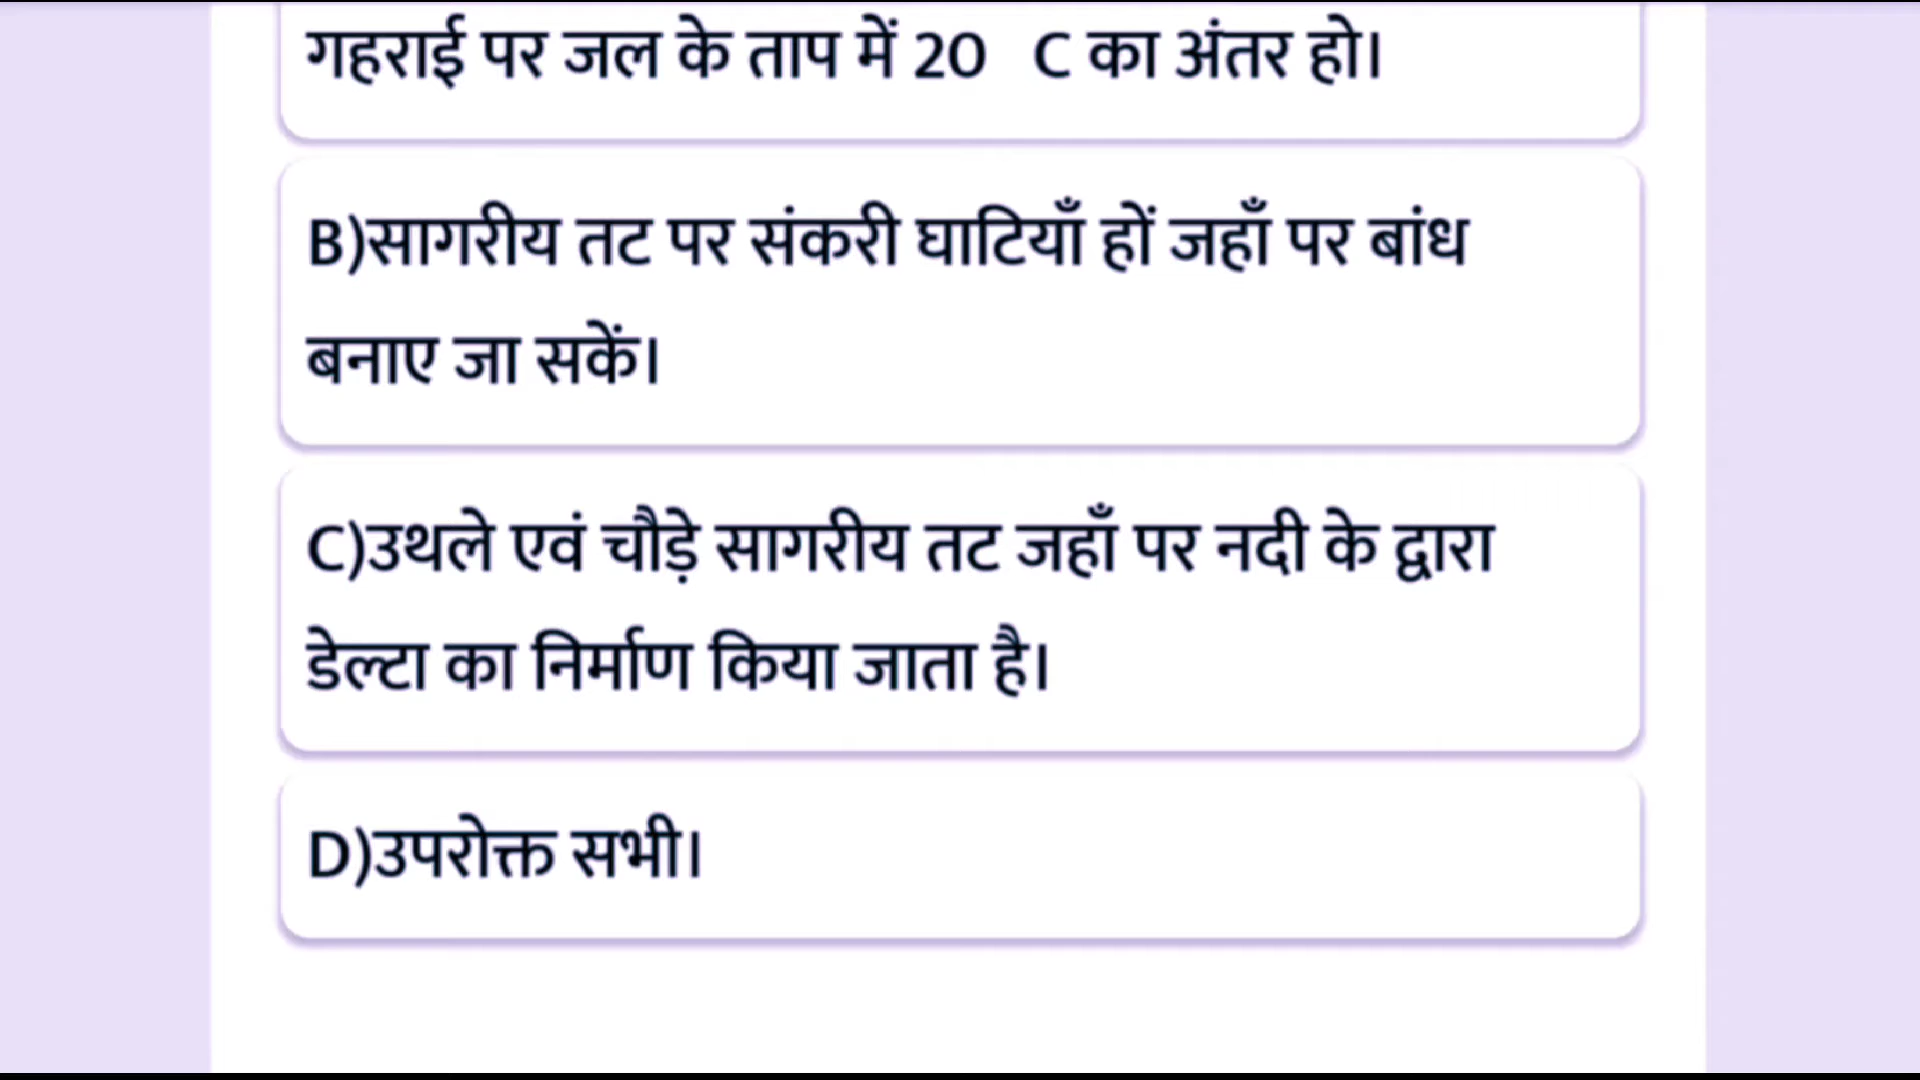 गहराई पर जल के ताप में 20 C का अंतर हो।
B)सागरीय तट पर संकरी घाटियाँ हों जहाँ पर बांध
बनाए जा सकें।
C)उथले एवं चौड़े सागरीय तट जहाँ पर नदी के द्वारा
डेल्टा का निर्माण किया जाता है।
D)उपरोक्त सभी।